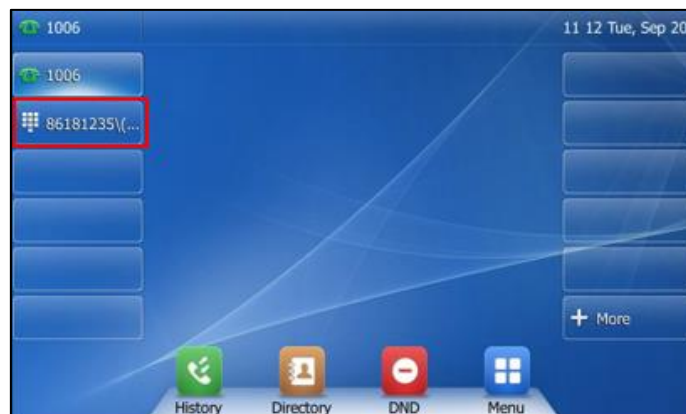 1006
11 12 Tue, Sep 20
1006
86181235\(...
+ More
History Directory DND Menu